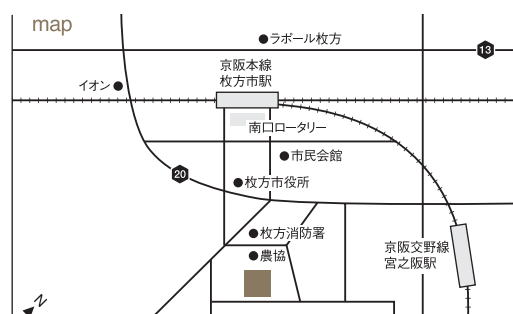 map
ラポール枚方
13
京阪本線
枚方市駅
イオン
南口ロータリー
市民会館
20
枚方市役所
枚方消防署
農協
京阪交野線
宮之阪駅
N